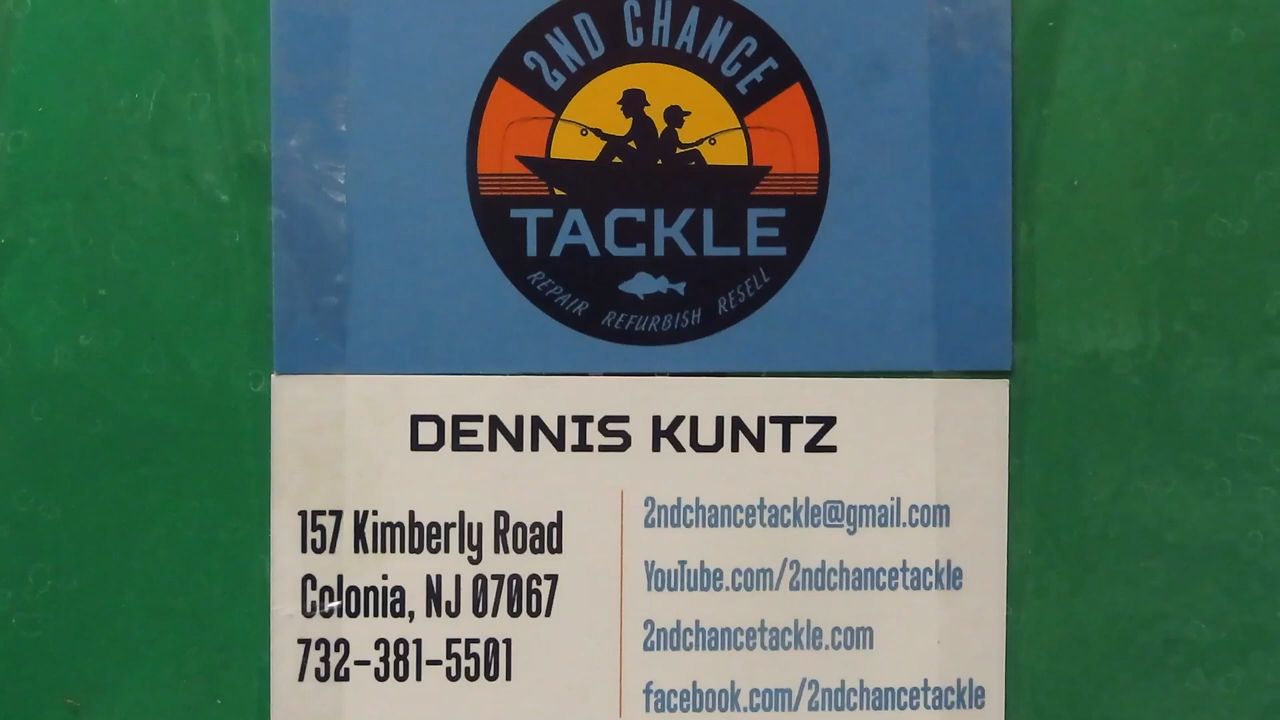 2ND CHANCE
TACKLE
REPAIR REFURBISH RESELL
DENNIS KUNTZ
157 Kimberly Road
Colonia, NJ 07067
732-381-5501
2ndchancetackle@gmail.com
YouTube.com/2ndchancetackle
2ndchancetackle.com
facebook.com/2ndchancetackle